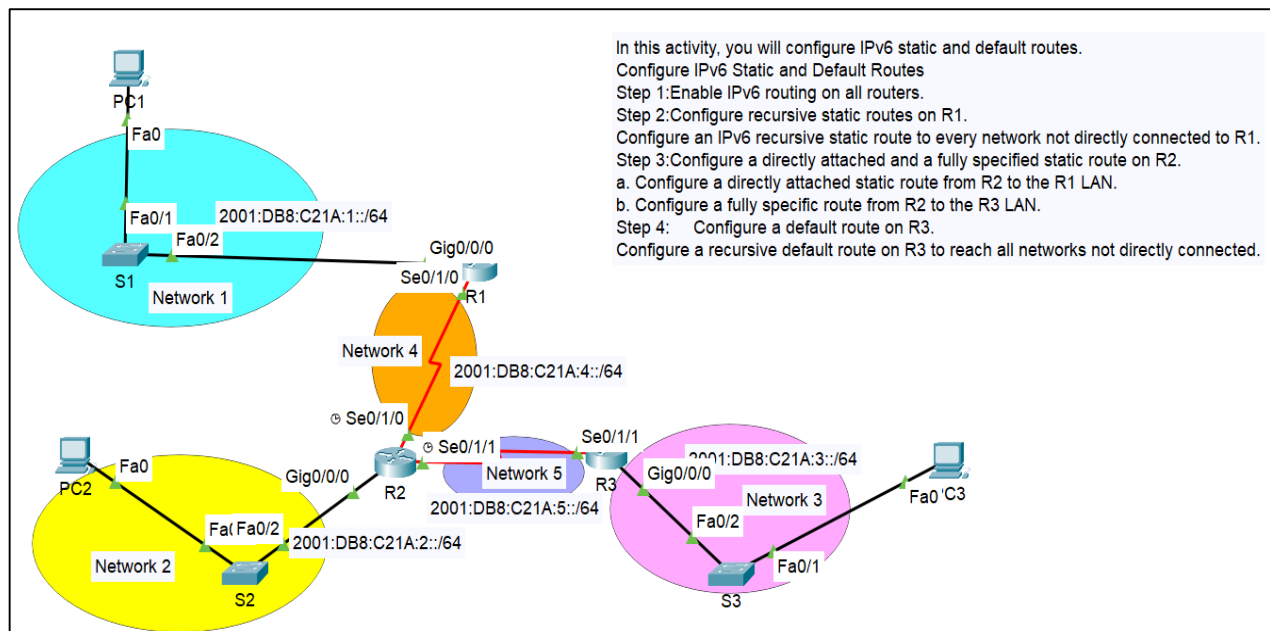 In this activity, you will configure IPv6 static and default routes.
Configure IPv6 Static and Default Routes
Step 1:Enable IPv6 routing on all routers.
Step 2:Configure recursive static routes on R1.
Configure an IPv6 recursive static route to every network not directly connected to R1.
Step 3:Configure a directly attached and a fully specified static route on R2.
a. Configure a directly attached static route from R2 to the R1 LAN.
b. Configure a fully specific route from R2 to the R3 LAN.
Step 4: Configure a default route on R3.
Configure a recursive default route on R3 to reach all networks not directly connected.
PC1
Fa0
Fa0/1
2001:DB8:C21A:1::/64
Fa0/2
Gig0/0/0
S1
Se0/1/0
R1
Network 1
Network 4
2001:DB8:C21A:4::/64
Se0/1/0
Se0/1/1
Se0/1/1
PC2
Fa0
Gig0/0/0
R2
Network 5
R3
2001:DB8:C21A:3::/64
Gig0/0/0
Network 3
Fa0
C3
2001:DB8:C21A:5::/64
Fa0/2
Fa0/2
2001:DB8:C21A:2::/64
Network 2
S2
Fa0/1
S3